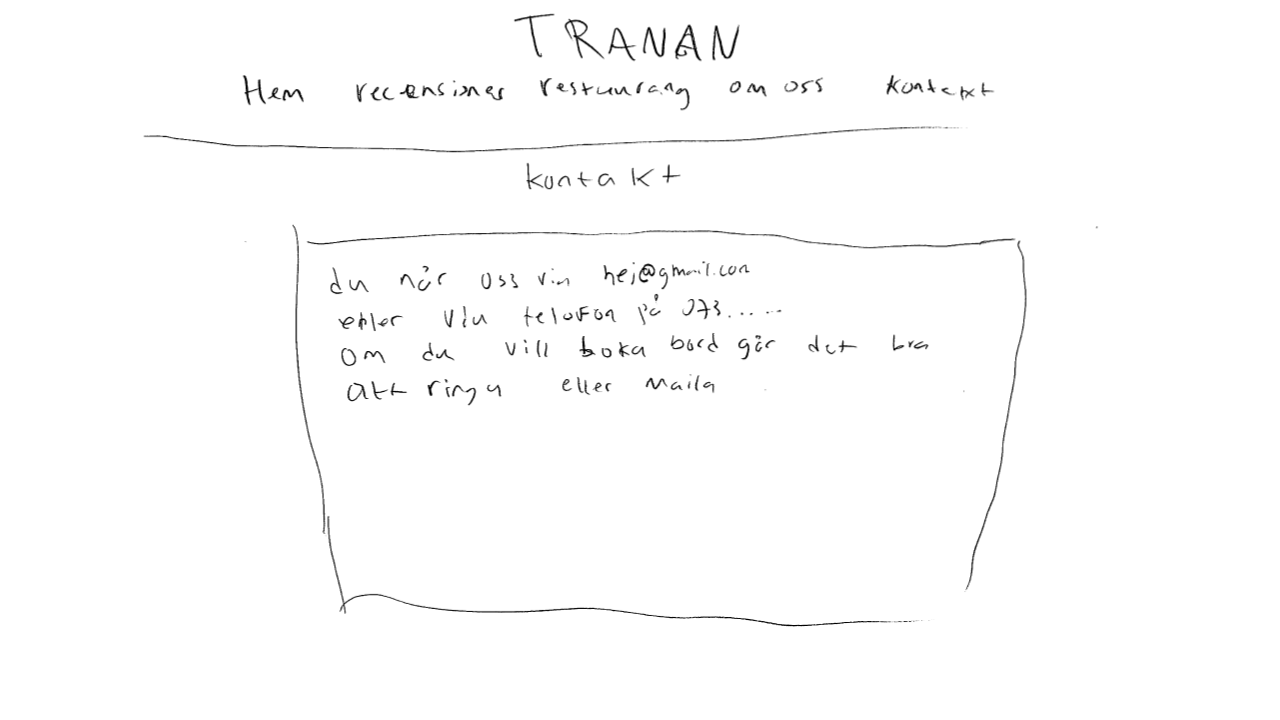 TRANAN
Hem recensioner restaurang om oss kontakt
kontakt
du når oss via hej@gmail.com
eller via telefon på 073......
om du vill boka bord går det bra
att ringa eller maila